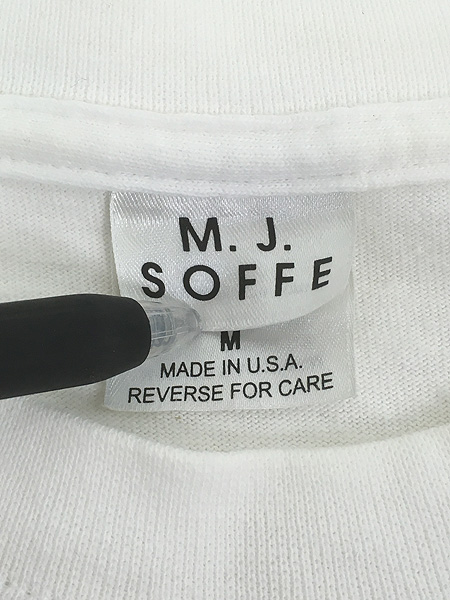 M. J.
SOFFE
M
MADE IN U.S.A.
REVERSE FOR CARE